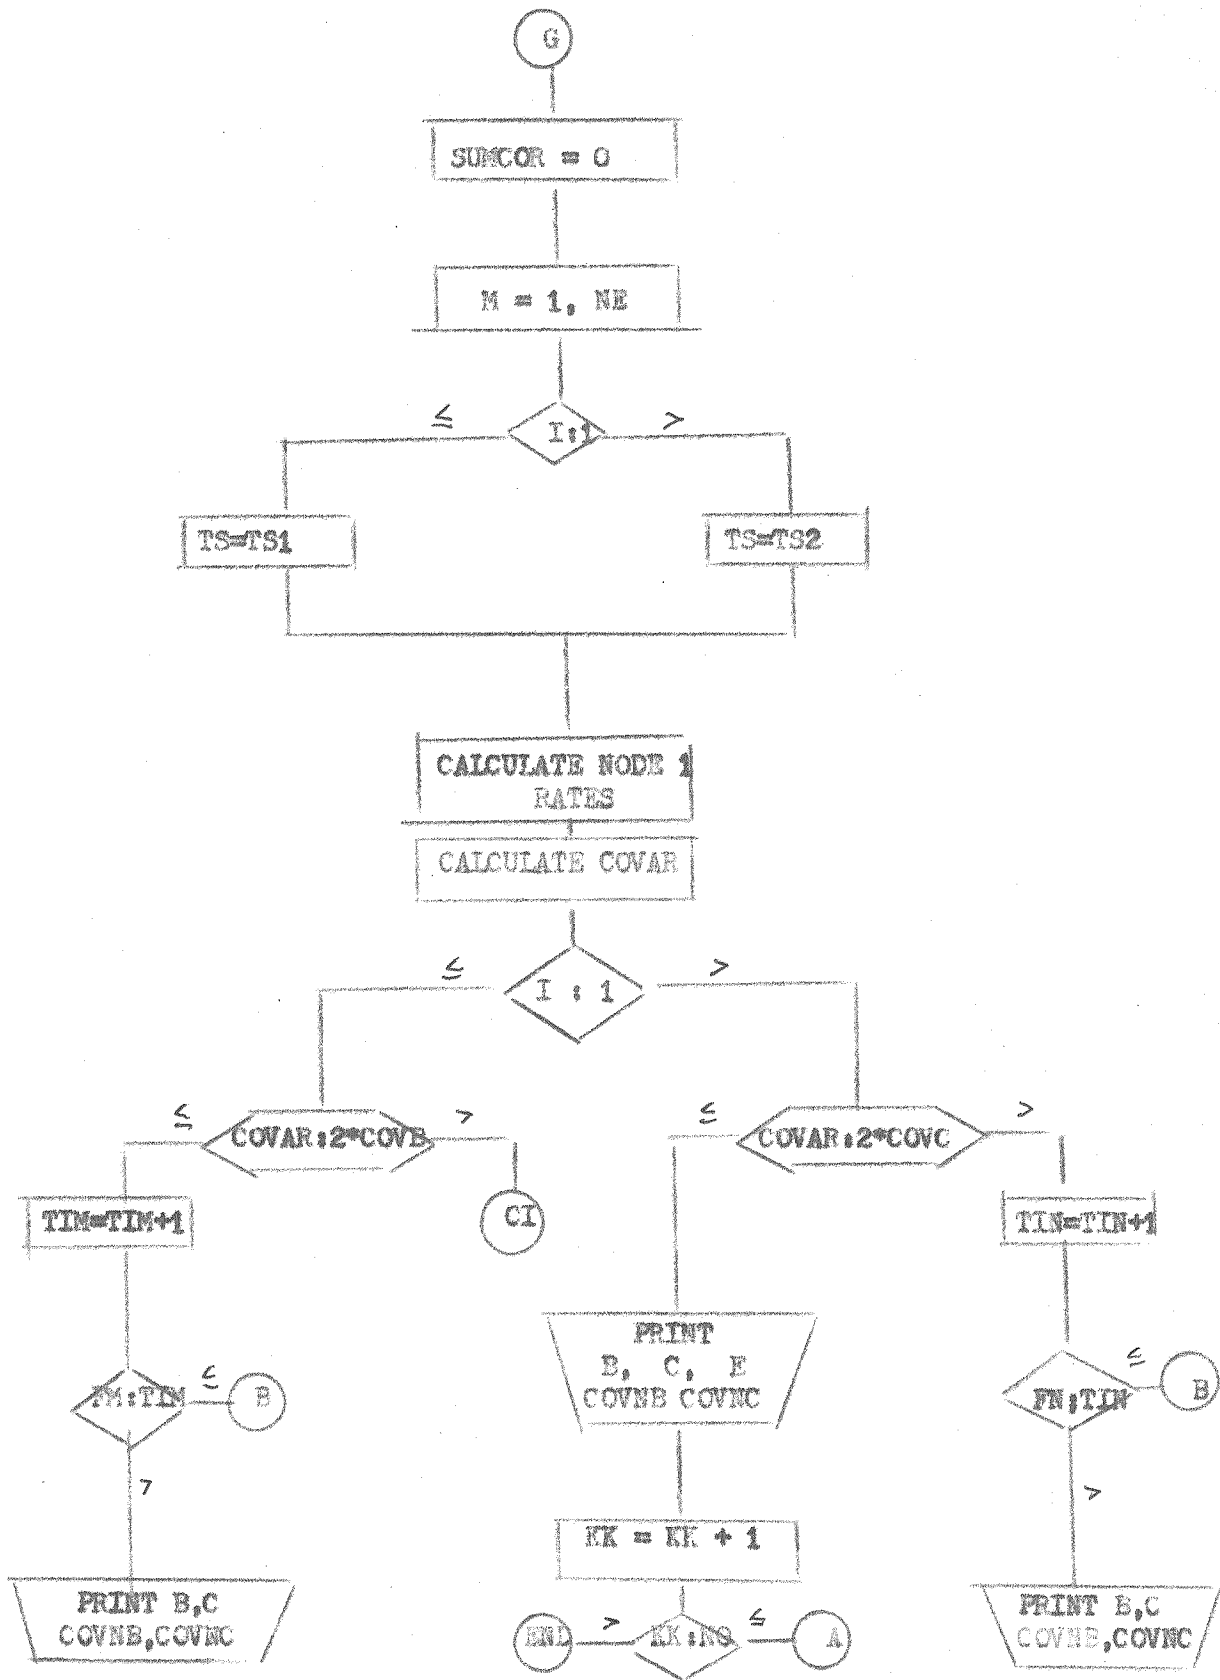 G
SUMCOR = 0
M = 1, NE
≤ I:1 >
TS=TS1
TS=TS2
CALCULATE NODE 1
RATES
CALCULATE COVAR
≤ I : 1 >
≤ COVAR:2*COVB >
≤ COVAR:2*COVC >
TIM=TIM+1
CI
TIN=TIN+1
PRINT
B, C, E
COVNB COVNC
FM:TIM ≤ B
FN:TIN ≤ B
>
>
KK = KK + 1
PRINT B,C
COVNB,COVNC
END > KK:NQ ≤ A
PRINT B,C
COVNB,COVNC